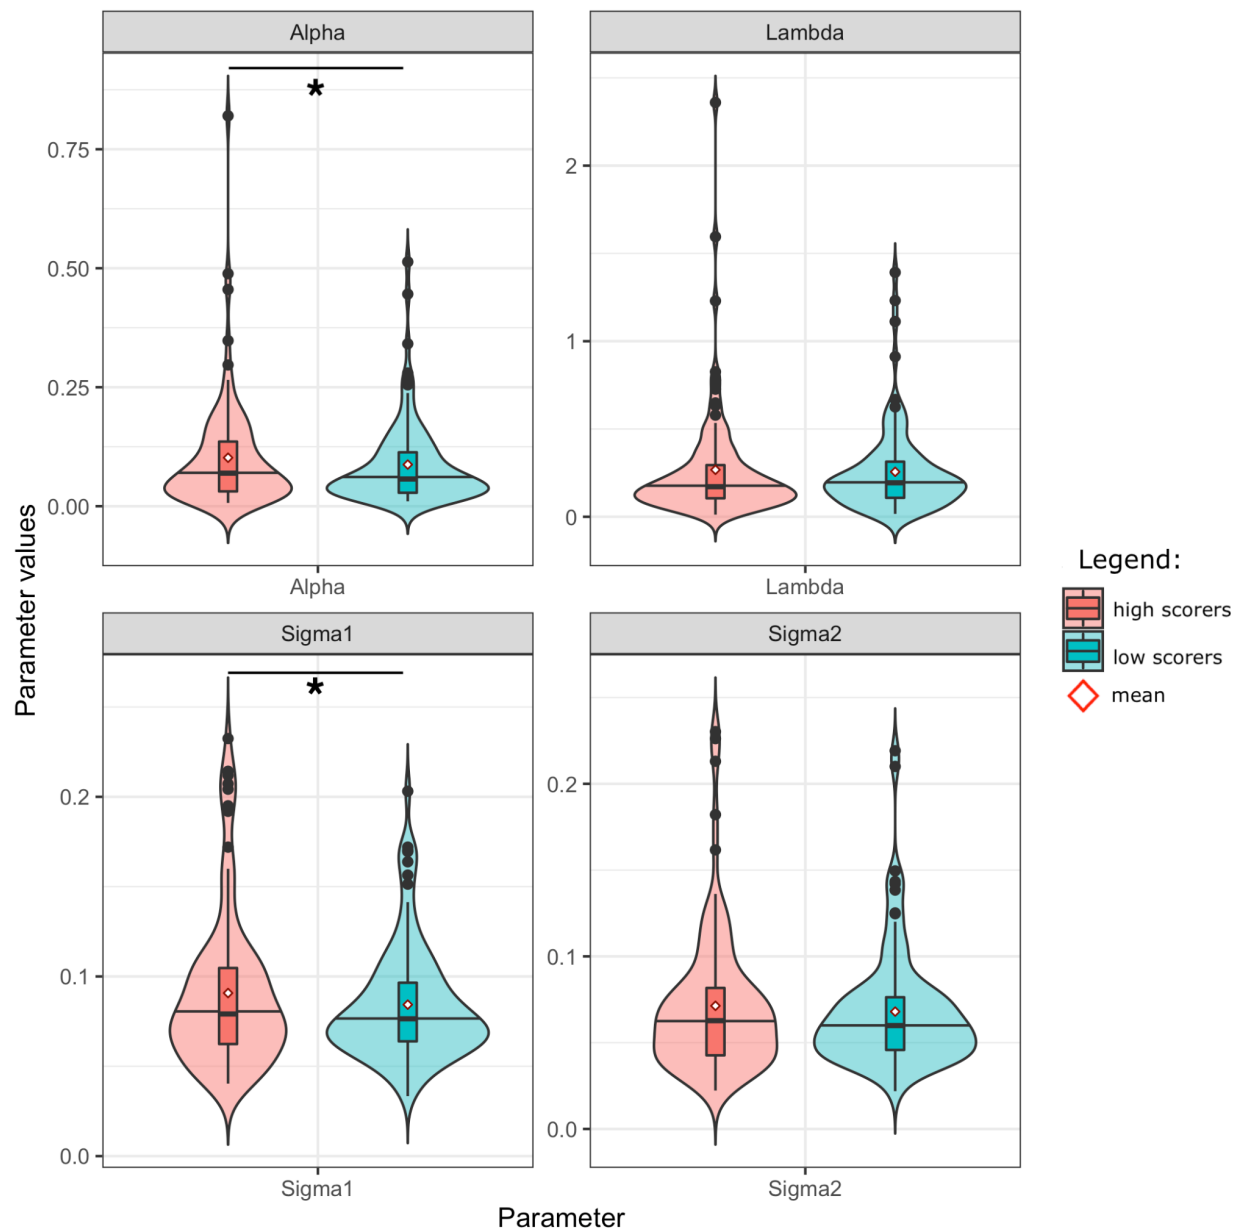 Alpha
Lambda
*
0.75
0.50
0.25
0.00
2
1
0
Alpha
Lambda
Parameter values
Sigma1
Sigma2
*
0.2
0.1
0.0
0.2
0.1
0.0
Sigma1
Sigma2
Parameter
Legend:
high scorers
low scorers
mean